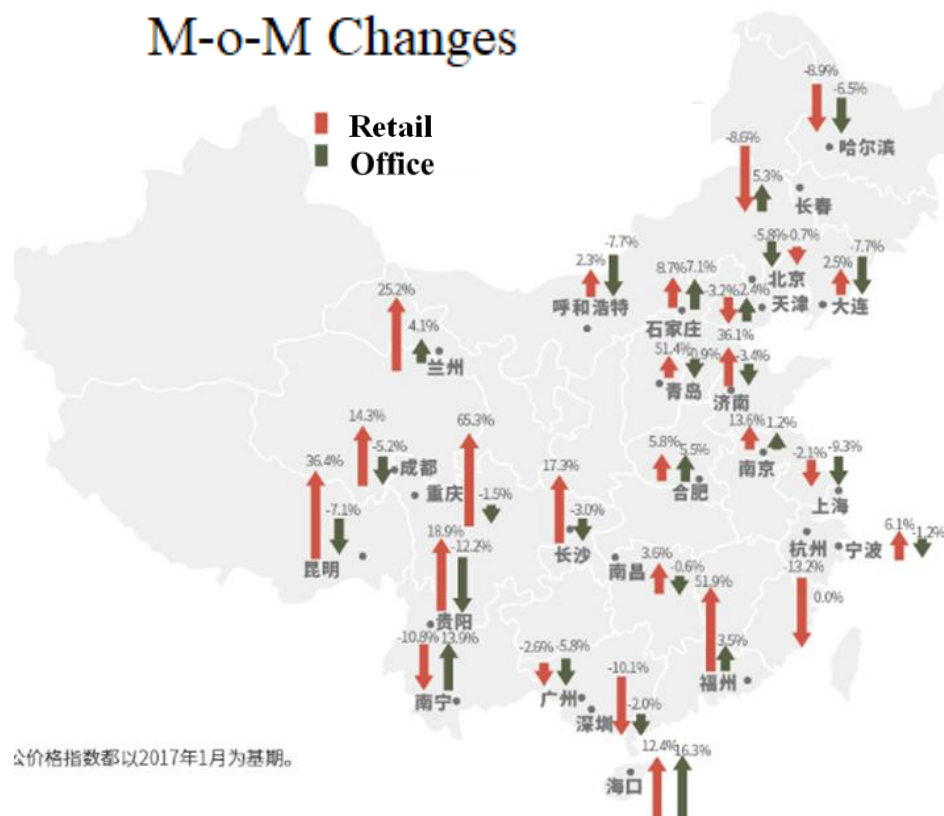 M-o-M Changes
Retail
Office
-8.9%
-6.5%
哈尔滨
-8.6%
5.3%
长春
-5.8%
-0.7%
北京
天津
2.5%
-7.7%
大连
2.3%
-7.7%
呼和浩特
8.7%
7.1%
石家庄
-3.2%
2.4%
25.2%
4.1%
兰州
51.4%
-0.9%
青岛
36.1%
-3.4%
济南
13.6%
1.2%
南京
14.3%
-5.2%
成都
65.3%
-1.5%
重庆
5.8%
5.5%
合肥
-2.1%
-9.3%
上海
36.4%
-7.1%
昆明
17.3%
-3.0%
长沙
杭州
宁波
6.1%
-1.2%
18.9%
-12.2%
贵阳
南昌
3.6%
-0.6%
-13.2%
0.0%
51.9%
3.5%
福州
-10.8%
13.9%
南宁
-2.6%
-5.8%
广州
-10.1%
-2.0%
深圳
12.4%
16.3%
海口
公价格指数都以2017年1月为基期。